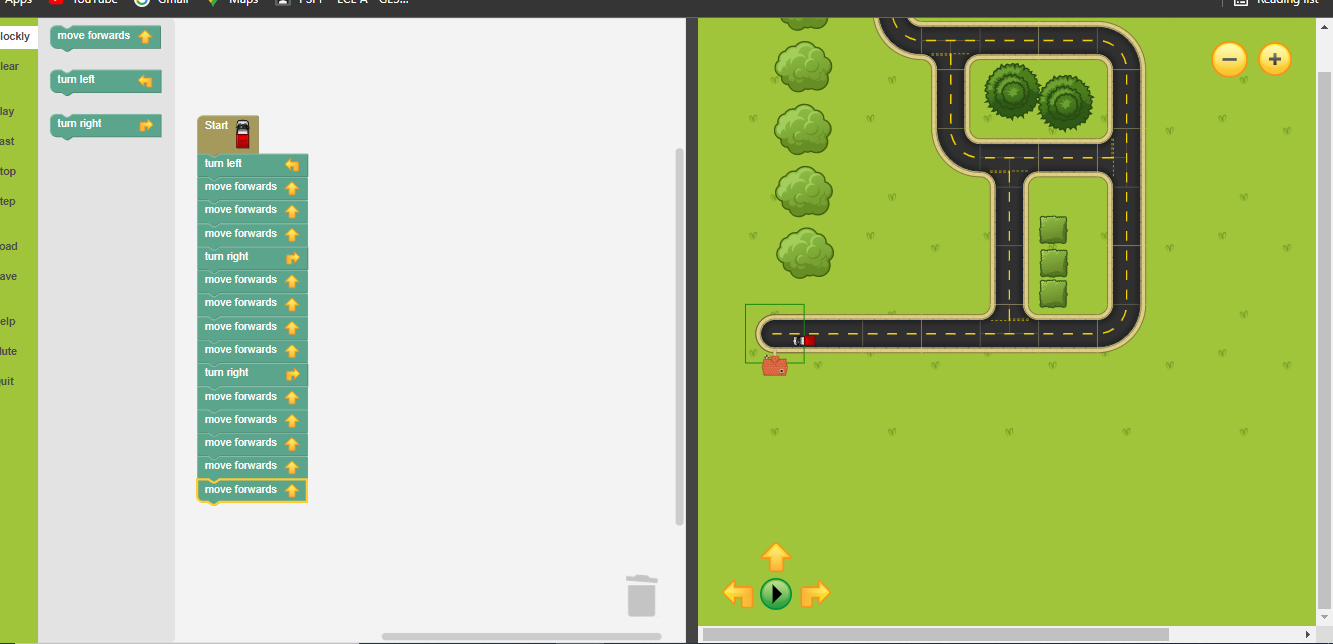 Apps YouTube Gmail Maps Reading list
lockly
lear
lay
ast
top
tep
oad
ave
elp
lute
uit
move forwards
turn left
turn right
Start
turn left
move forwards
move forwards
move forwards
turn right
move forwards
move forwards
move forwards
move forwards
turn right
move forwards
move forwards
move forwards
move forwards
move forwards